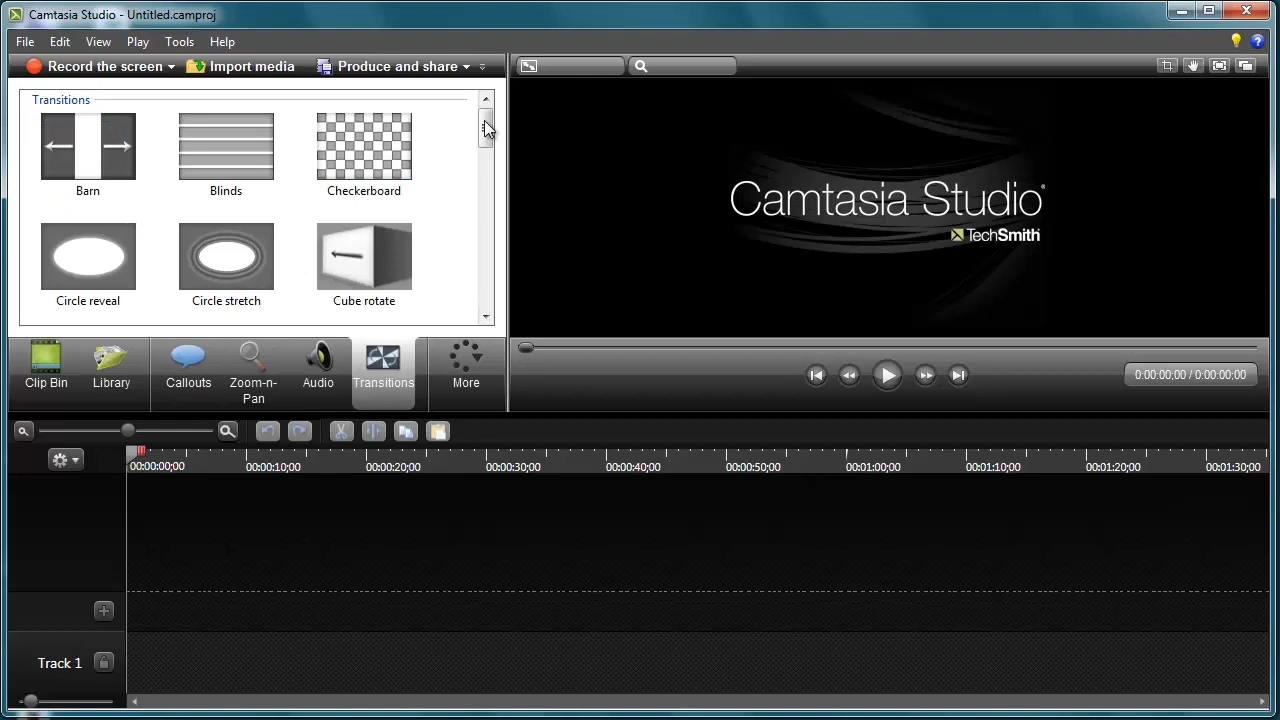 Camtasia Studio - Untitled.camproj
File Edit View Play Tools Help
Record the screen Import media Produce and share
Transitions
Barn Blinds Checkerboard
Circle reveal Circle stretch Cube rotate
Camtasia Studio®
TechSmith
Clip Bin Library Callouts Zoom-n-Pan Audio Transitions More
0:00:00;00 / 0:00:00;00
00:00:00;00 00:00:10;00 00:00:20;00 00:00:30;00 00:00:40;00 00:00:50;00 00:01:00;00 00:01:10;00 00:01:20;00 00:01:30;00
Track 1